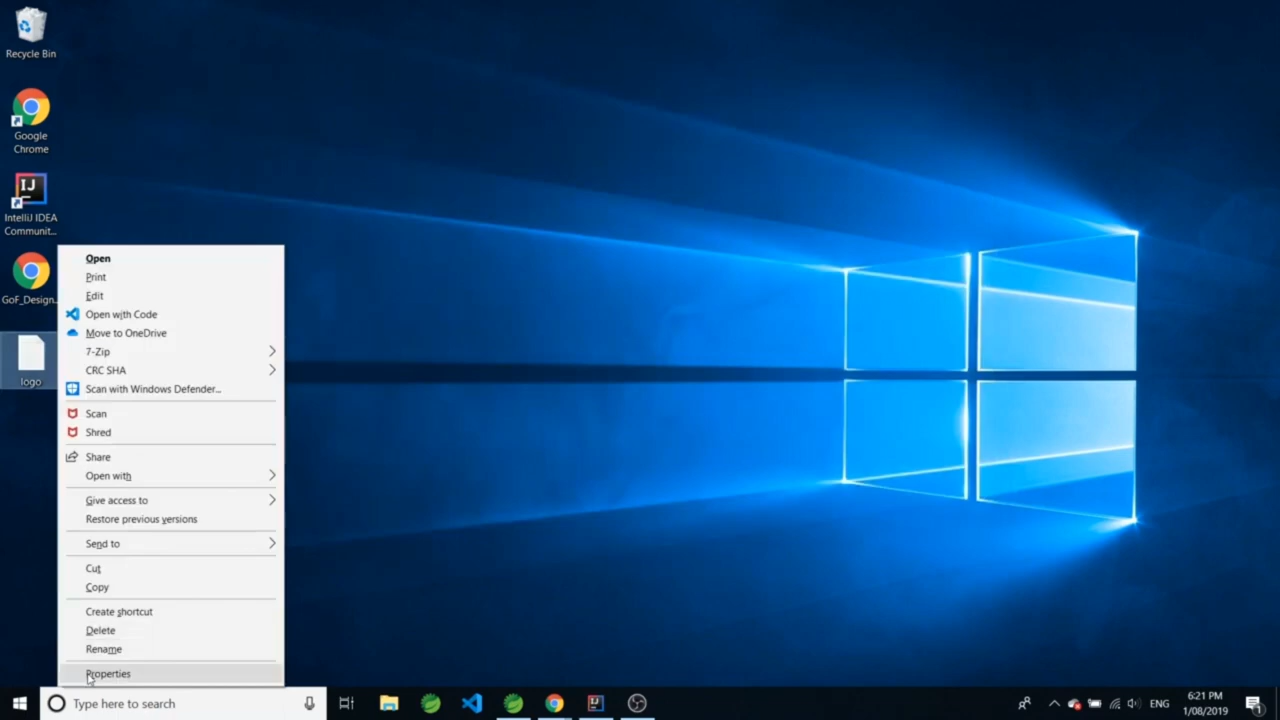 Recycle Bin
Google
Chrome
IJ
IntelliJ IDEA
Communit...
GoF_Design...
logo
Open
Print
Edit
Open with Code
Move to OneDrive
7-Zip
CRC SHA
Scan with Windows Defender...
Scan
Shred
Share
Open with
Give access to
Restore previous versions
Send to
Cut
Copy
Create shortcut
Delete
Rename
Properties
Type here to search
IJ
ENG
6:21 PM
1/08/2019
1